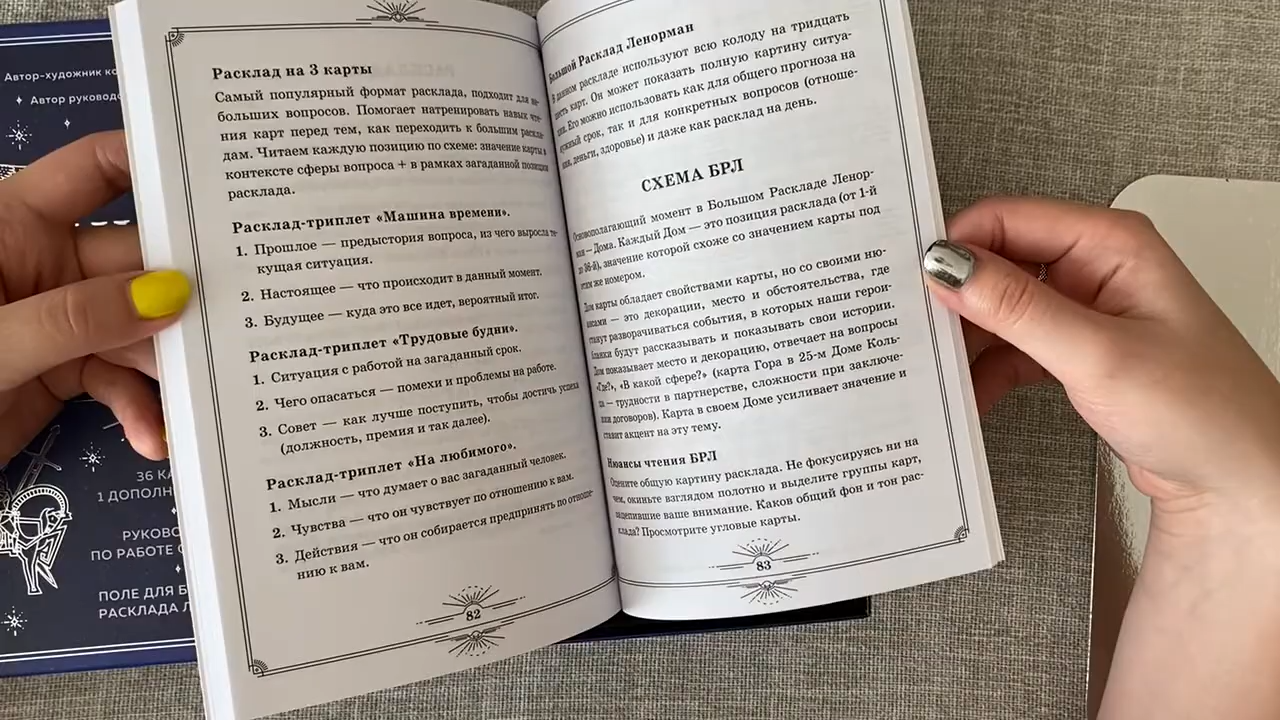 Автор-художник ко
Автор руковод
36 КА
1 ДОПОЛН
РУКОВО
ПО РАБОТЕ С
ПОЛЕ ДЛЯ Б
РАСКЛАДА Л
Расклад на 3 карты
Самый популярный формат расклада, подходит для не-
больших вопросов. Помогает натренировать навык чте-
ния карт перед тем, как переходить к большим раскла-
дам. Читаем каждую позицию по схеме: значение карты в
контексте сферы вопроса + в рамках загаданной позиции
расклада.
Расклад-триплет «Машина времени».
1. Прошлое — предыстория вопроса, из чего выросла те-
кущая ситуация.
2. Настоящее — что происходит в данный момент.
3. Будущее — куда это все идет, вероятный итог.
Расклад-триплет «Трудовые будни».
1. Ситуация с работой на загаданный срок.
2. Чего опасаться — помехи и проблемы на работе.
3. Совет — как лучше поступить, чтобы достичь успеха
(должность, премия и так далее).
Расклад-триплет «На любимого».
1. Мысли — что думает о вас загаданный человек.
2. Чувства — что он чувствует по отношению к вам.
3. Действия — что он собирается предпринять по отноше-
нию к вам.
82
Большой Расклад Ленорман
В данном раскладе используют всю колоду на тридцать
шесть карт. Он может показать полную картину ситуа-
ции. Его можно использовать как для общего прогноза на
нужный срок, так и для конкретных вопросов (отноше-
ния, деньги, здоровье) и даже как расклад на день.
СХЕМА БРЛ
Основополагающий момент в Большом Раскладе Ленор-
ман – Дома. Каждый Дом — это позиция расклада (от 1-й
до 36-й), значение которой схоже со значением карты под
этим же номером.
Дом карты обладает свойствами карты, но со своими ню-
ансами — это декорации, место и обстоятельства, где
станут разворачиваться события, в которых наши герои-
бланки будут рассказывать и показывать свои истории.
Дом показывает место и декорацию, отвечает на вопросы
«Где?», «В какой сфере?» (карта Гора в 25-м Доме Коль-
ца — трудности в партнерстве, сложности при заключе-
нии договоров). Карта в своем Доме усиливает значение и
ставит акцент на эту тему.
Нюансы чтения БРЛ
Оцените общую картину расклада. Не фокусируясь ни на
чем, окиньте взглядом полотно и выделите группы карт,
зацепившие ваше внимание. Каков общий фон и тон рас-
клада? Просмотрите угловые карты.
83